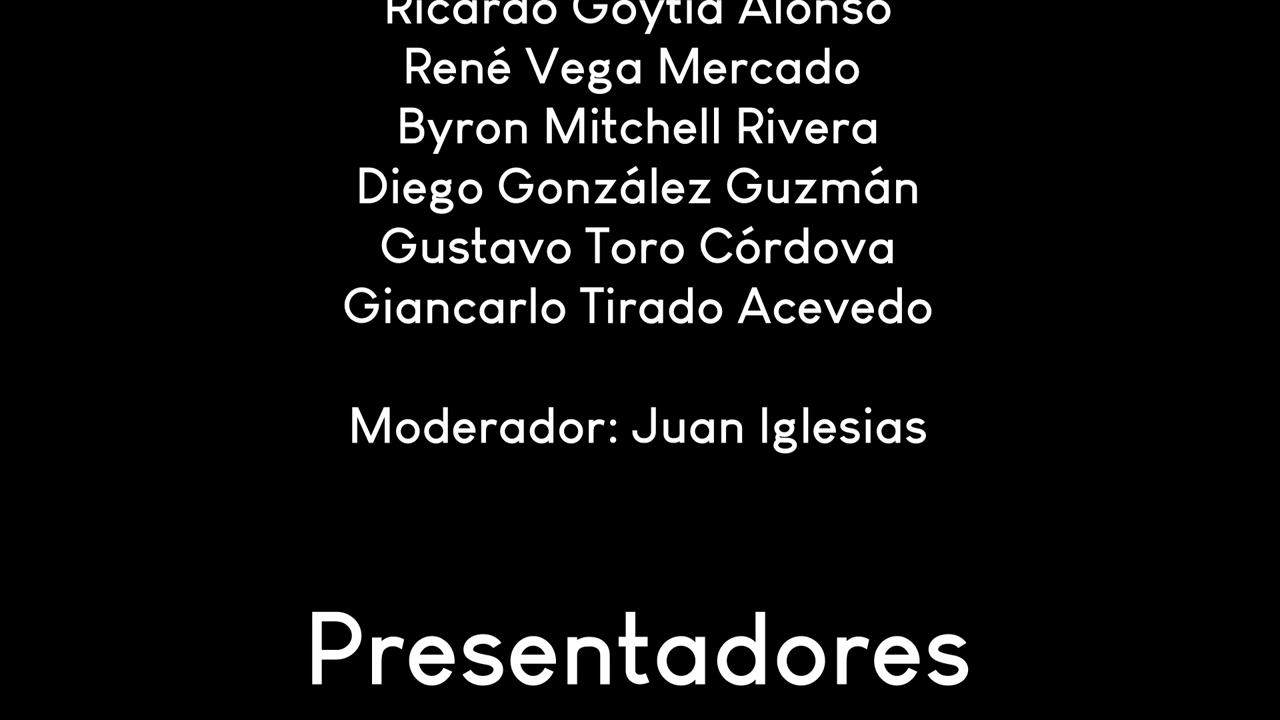 Ricardo Goytia Alonso
René Vega Mercado
Byron Mitchell Rivera
Diego González Guzmán
Gustavo Toro Córdova
Giancarlo Tirado Acevedo
Moderador: Juan Iglesias
Presentadores